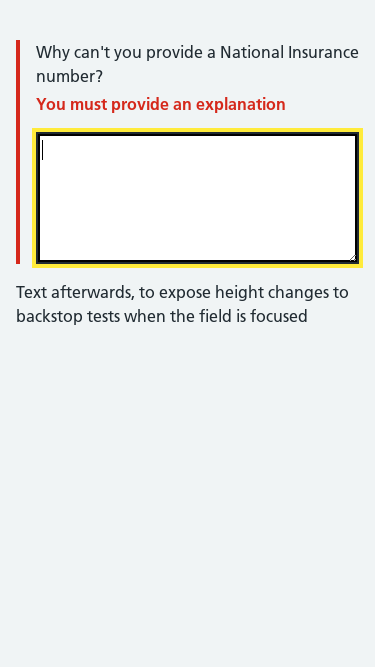 Why can't you provide a National Insurance
number?
You must provide an explanation
Text afterwards, to expose height changes to
backstop tests when the field is focused